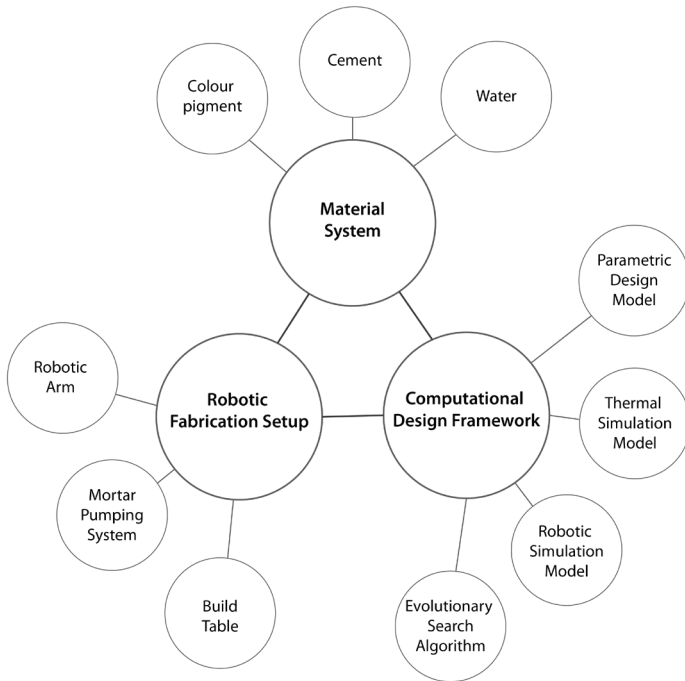 Cement
Colour
pigment
Water
Material
System
Parametric
Design
Model
Robotic
Arm
Robotic
Fabrication Setup
Computational
Design Framework
Thermal
Simulation
Model
Mortar
Pumping
System
Robotic
Simulation
Model
Build
Table
Evolutionary
Search
Algorithm